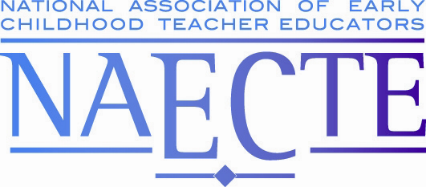 NATIONAL ASSOCIATION OF EARLY
CHILDHOOD TEACHER EDUCATORS
NAECTE